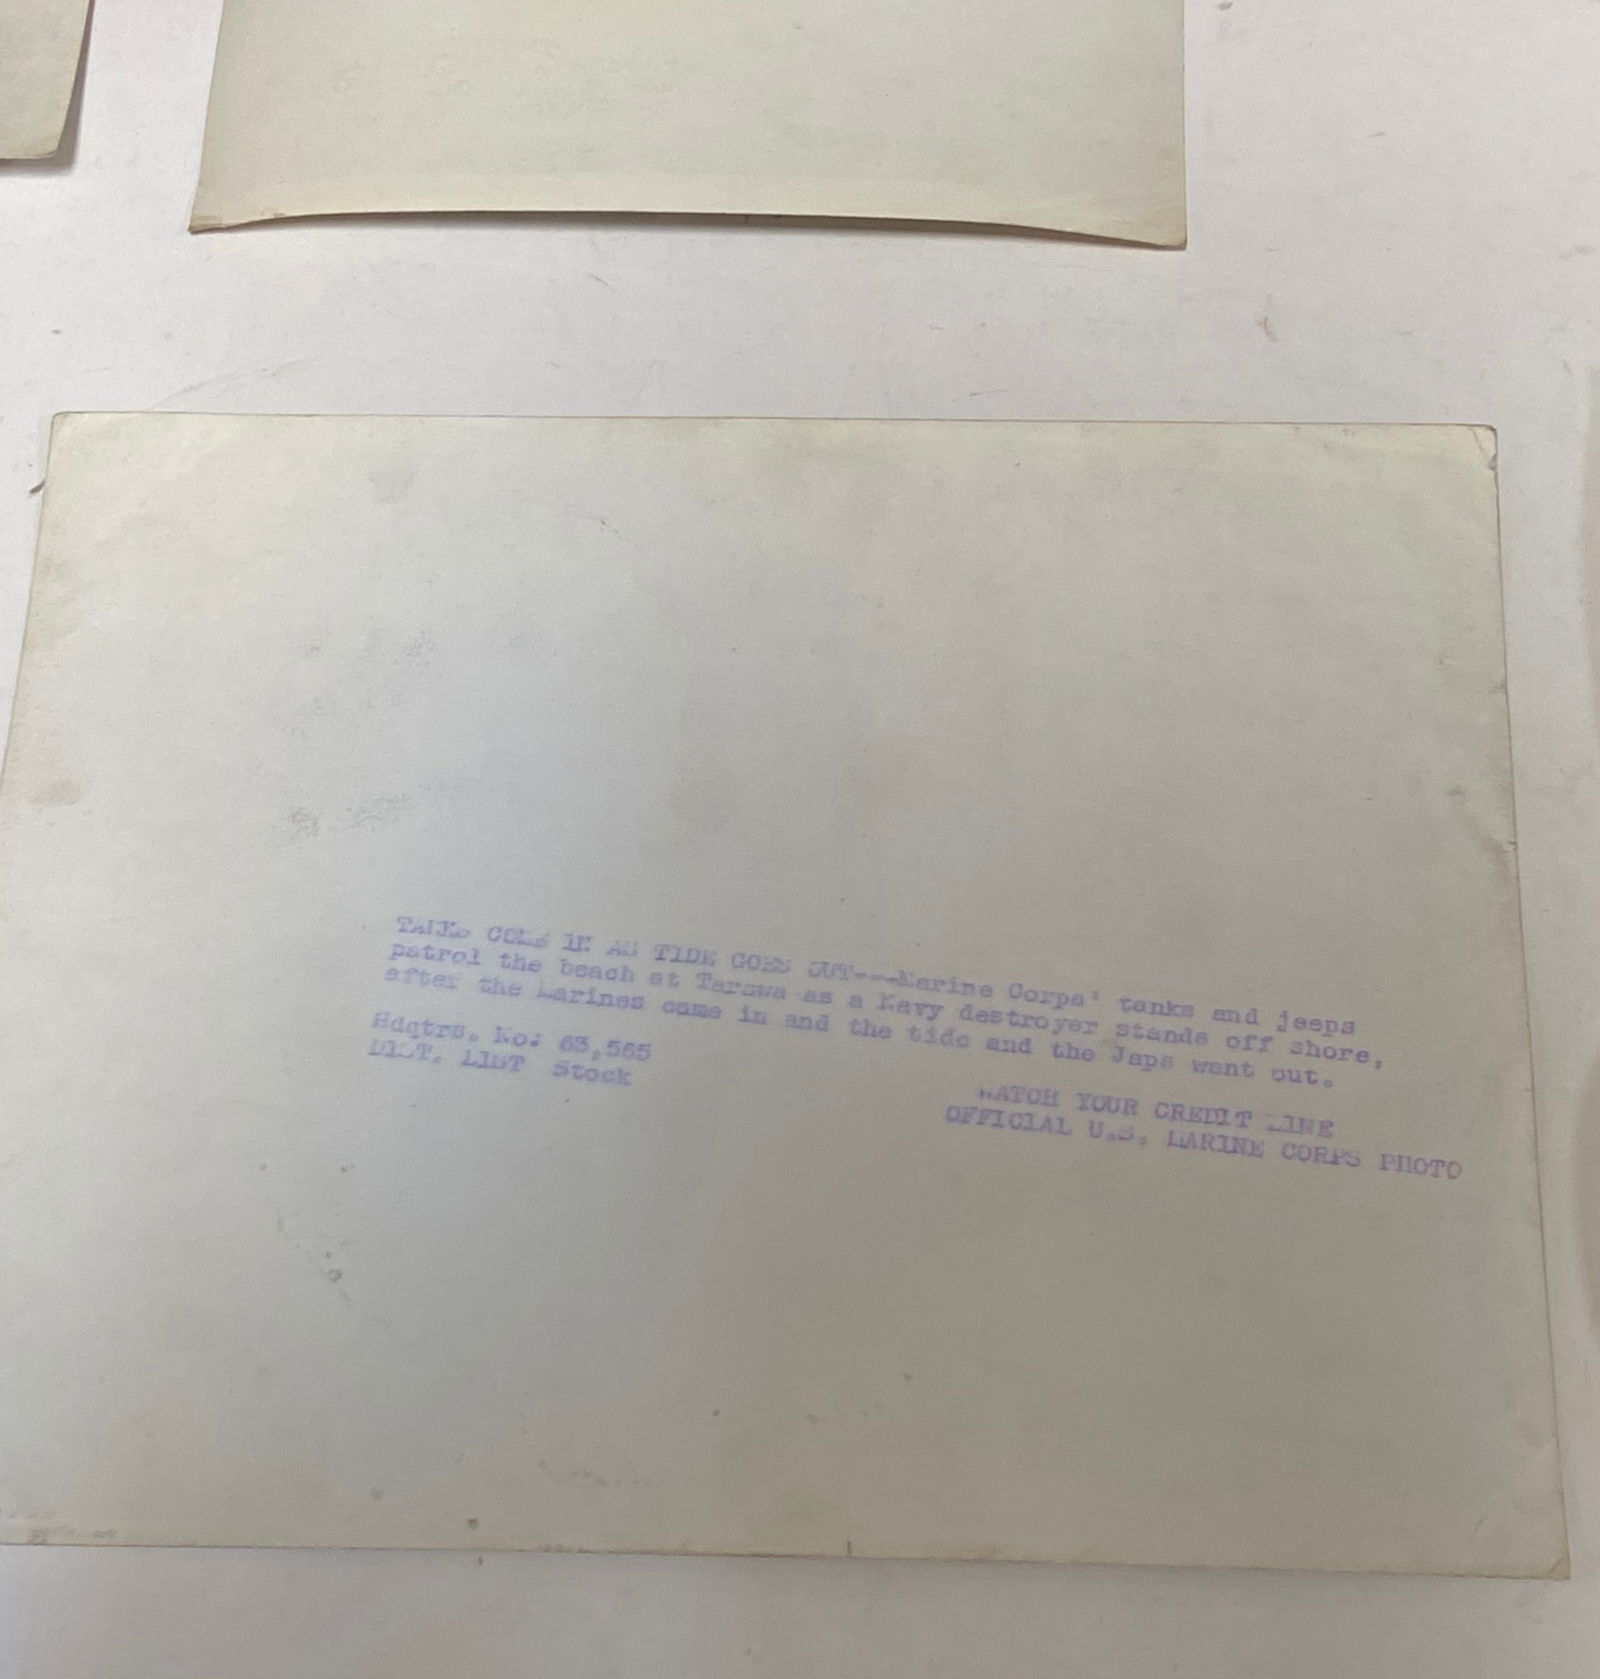 TANKS COME IN AS TIDE GOES OUT---Marine Corps' tanks and jeeps
patrol the beach at Tarawa as a Navy destroyer stands off shore,
after the Marines came in and the tide and the Japs went out.
Hdqtrs. No: 63,565
DIST. LIST Stock
WATCH YOUR CREDIT LINE
OFFICIAL U.S. MARINE CORPS PHOTO